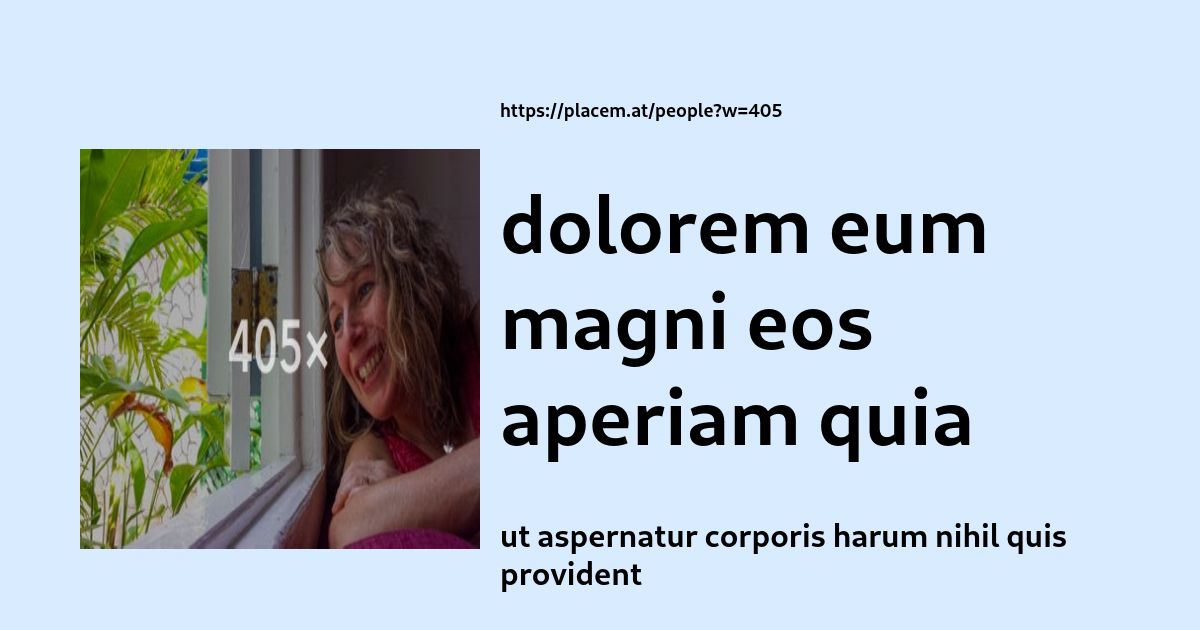 https://placem.at/people?w=405
dolorem eum
magni eos
aperiam quia
405×
ut aspernatur corporis harum nihil quis
provident